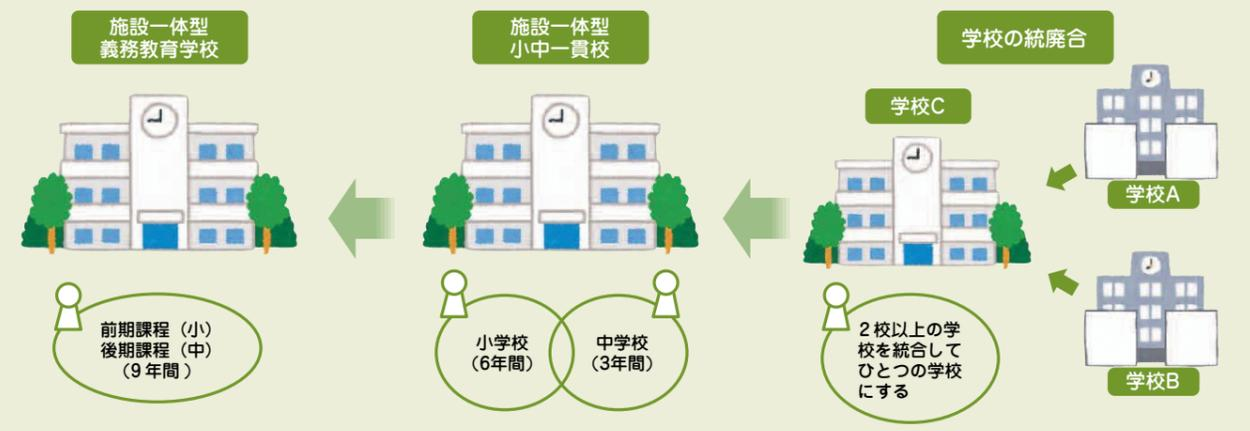 施設一体型
義務教育学校
前期課程（小）
後期課程（中）
（９年間）
施設一体型
小中一貫校
小学校
（6年間）
中学校
（3年間）
学校の統廃合
学校C
２校以上の学
校を統合して
ひとつの学校
にする
学校A
学校B